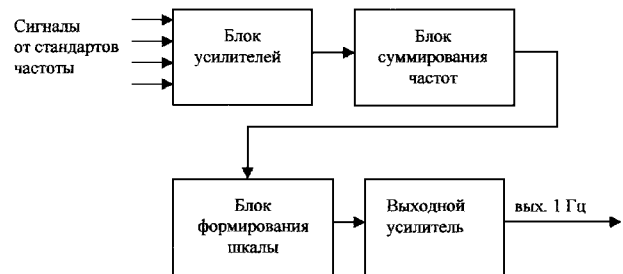 Сигналы
от стандартов
частоты
Блок
усилителей
Блок
суммирования
частот
Блок
формирования
шкалы
Выходной
усилитель
вых. 1 Гц